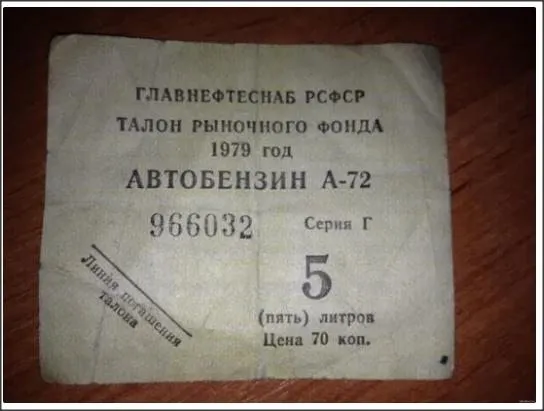 ГЛАВНЕФТЕСНАБ РСФСР
ТАЛОН РЫНОЧНОГО ФОНДА
1979 год
АВТОБЕНЗИН А-72
966032 Серия Г
5
(пять) литров
Цена 70 коп.
Линия погашения
талона